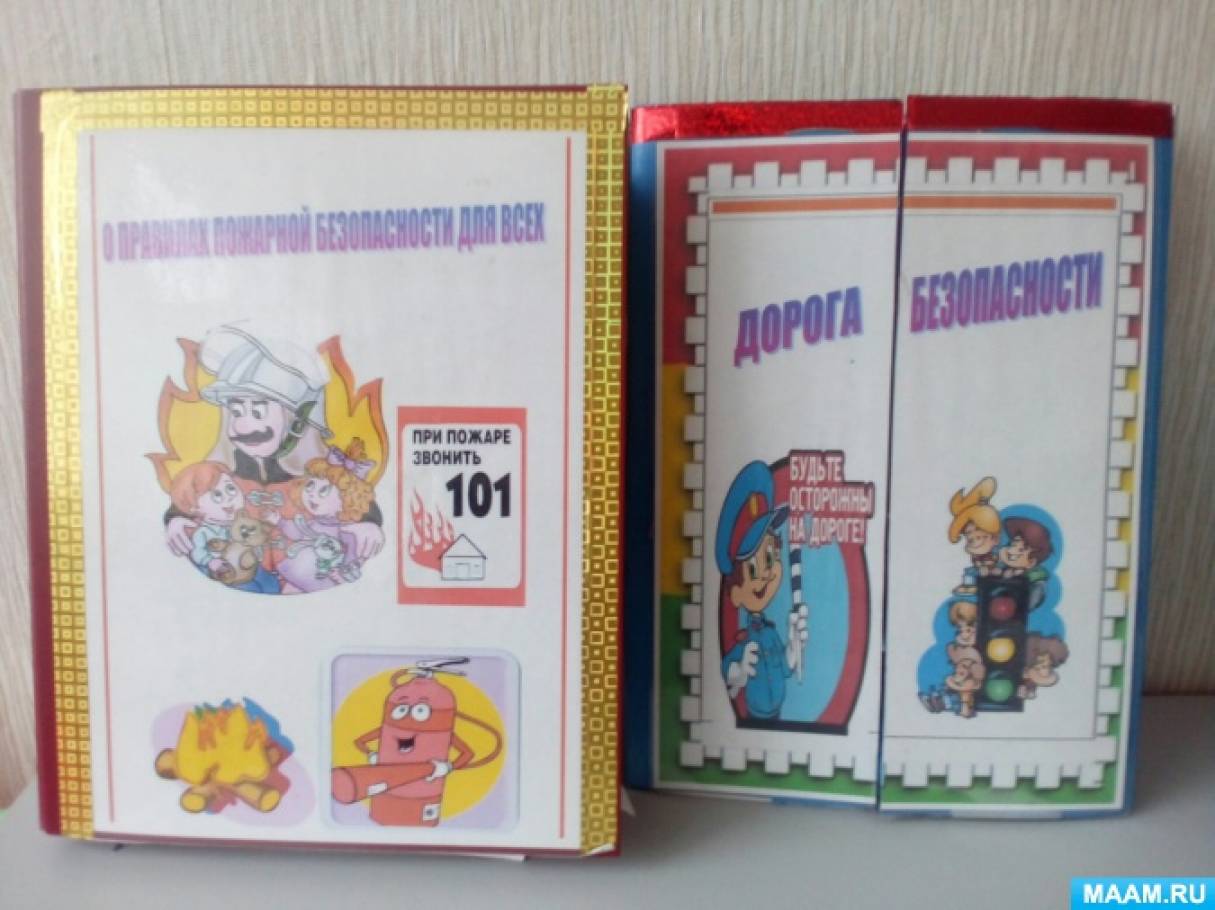 О ПРАВИЛАХ ПОЖАРНОЙ БЕЗОПАСНОСТИ ДЛЯ ВСЕХ
ПРИ ПОЖАРЕ
ЗВОНИТЬ
101
ДОРОГА
БЕЗОПАСНОСТИ
БУДЬТЕ
ОСТОРОЖНЫ
НА ДОРОГЕ!
MAAM.RU